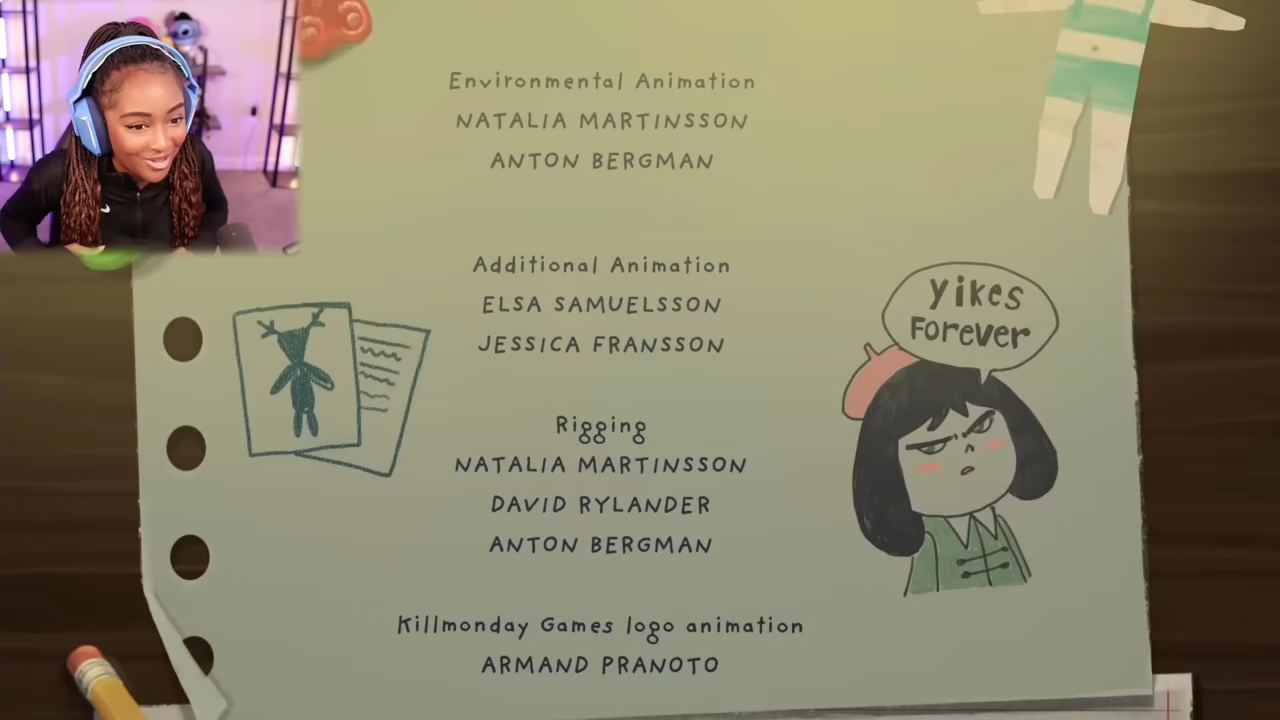 Environmental Animation
NATALIA MARTINSSON
ANTON BERGMAN
Additional Animation
ELSA SAMUELSSON
JESSICA FRANSSON
Yikes
Forever
Rigging
NATALIA MARTINSSON
DAVID RYLANDER
ANTON BERGMAN
Killmonday Games logo animation
ARMAND PRANOTO